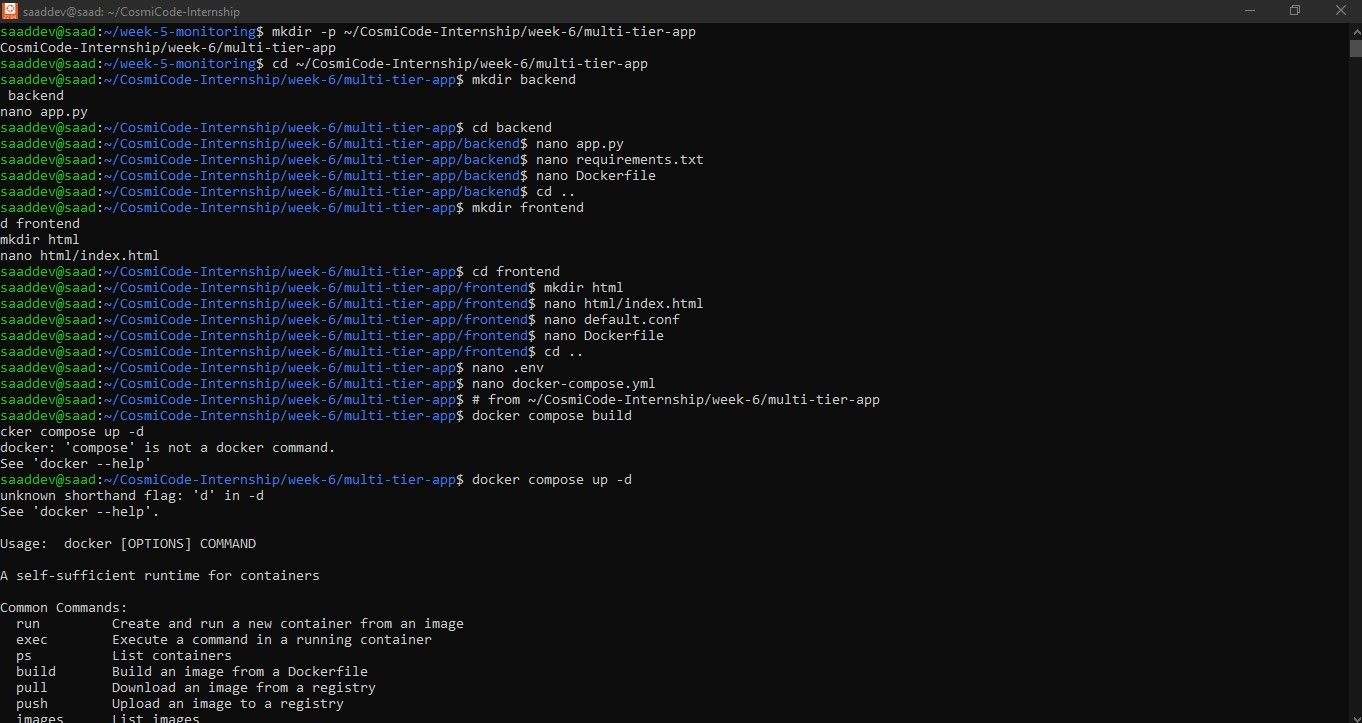 saaddev@saad: ~/CosmiCode-Internship
saaddev@saad:~/week-5-monitoring$ mkdir -p ~/CosmiCode-Internship/week-6/multi-tier-app
CosmiCode-Internship/week-6/multi-tier-app
saaddev@saad:~/week-5-monitoring$ cd ~/CosmiCode-Internship/week-6/multi-tier-app
saaddev@saad:~/CosmiCode-Internship/week-6/multi-tier-app$ mkdir backend
 backend
nano app.py
saaddev@saad:~/CosmiCode-Internship/week-6/multi-tier-app$ cd backend
saaddev@saad:~/CosmiCode-Internship/week-6/multi-tier-app/backend$ nano app.py
saaddev@saad:~/CosmiCode-Internship/week-6/multi-tier-app/backend$ nano requirements.txt
saaddev@saad:~/CosmiCode-Internship/week-6/multi-tier-app/backend$ nano Dockerfile
saaddev@saad:~/CosmiCode-Internship/week-6/multi-tier-app/backend$ cd ..
saaddev@saad:~/CosmiCode-Internship/week-6/multi-tier-app$ mkdir frontend
d frontend
mkdir html
nano html/index.html
saaddev@saad:~/CosmiCode-Internship/week-6/multi-tier-app$ cd frontend
saaddev@saad:~/CosmiCode-Internship/week-6/multi-tier-app/frontend$ mkdir html
saaddev@saad:~/CosmiCode-Internship/week-6/multi-tier-app/frontend$ nano html/index.html
saaddev@saad:~/CosmiCode-Internship/week-6/multi-tier-app/frontend$ nano default.conf
saaddev@saad:~/CosmiCode-Internship/week-6/multi-tier-app/frontend$ nano Dockerfile
saaddev@saad:~/CosmiCode-Internship/week-6/multi-tier-app/frontend$ cd ..
saaddev@saad:~/CosmiCode-Internship/week-6/multi-tier-app$ nano .env
saaddev@saad:~/CosmiCode-Internship/week-6/multi-tier-app$ nano docker-compose.yml
saaddev@saad:~/CosmiCode-Internship/week-6/multi-tier-app$ # from ~/CosmiCode-Internship/week-6/multi-tier-app
saaddev@saad:~/CosmiCode-Internship/week-6/multi-tier-app$ docker compose build
cker compose up -d
docker: 'compose' is not a docker command.
See 'docker --help'
saaddev@saad:~/CosmiCode-Internship/week-6/multi-tier-app$ docker compose up -d
unknown shorthand flag: 'd' in -d
See 'docker --help'.

Usage:  docker [OPTIONS] COMMAND

A self-sufficient runtime for containers

Common Commands:
  run         Create and run a new container from an image
  exec        Execute a command in a running container
  ps          List containers
  build       Build an image from a Dockerfile
  pull        Download an image from a registry
  push        Upload an image to a registry
  images      List images